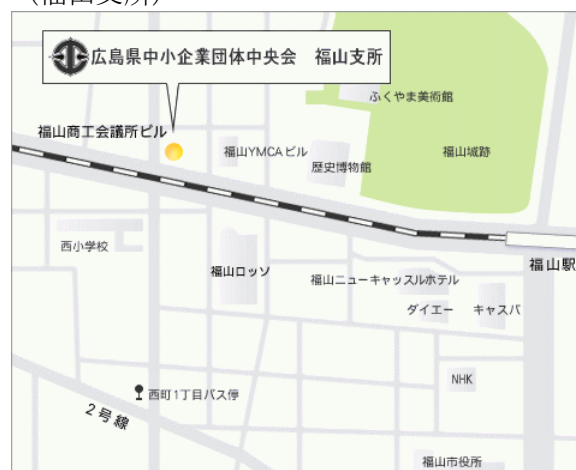 （福山支所）
広島県中小企業団体中央会　福山支所
ふくやま美術館
福山商工会議所ビル
福山YMCAビル
歴史博物館
福山城跡
西小学校
福山ロッソ
福山駅
福山ニューキャッスルホテル
ダイエー
キャスパ
NHK
西町1丁目バス停
2号線
福山市役所